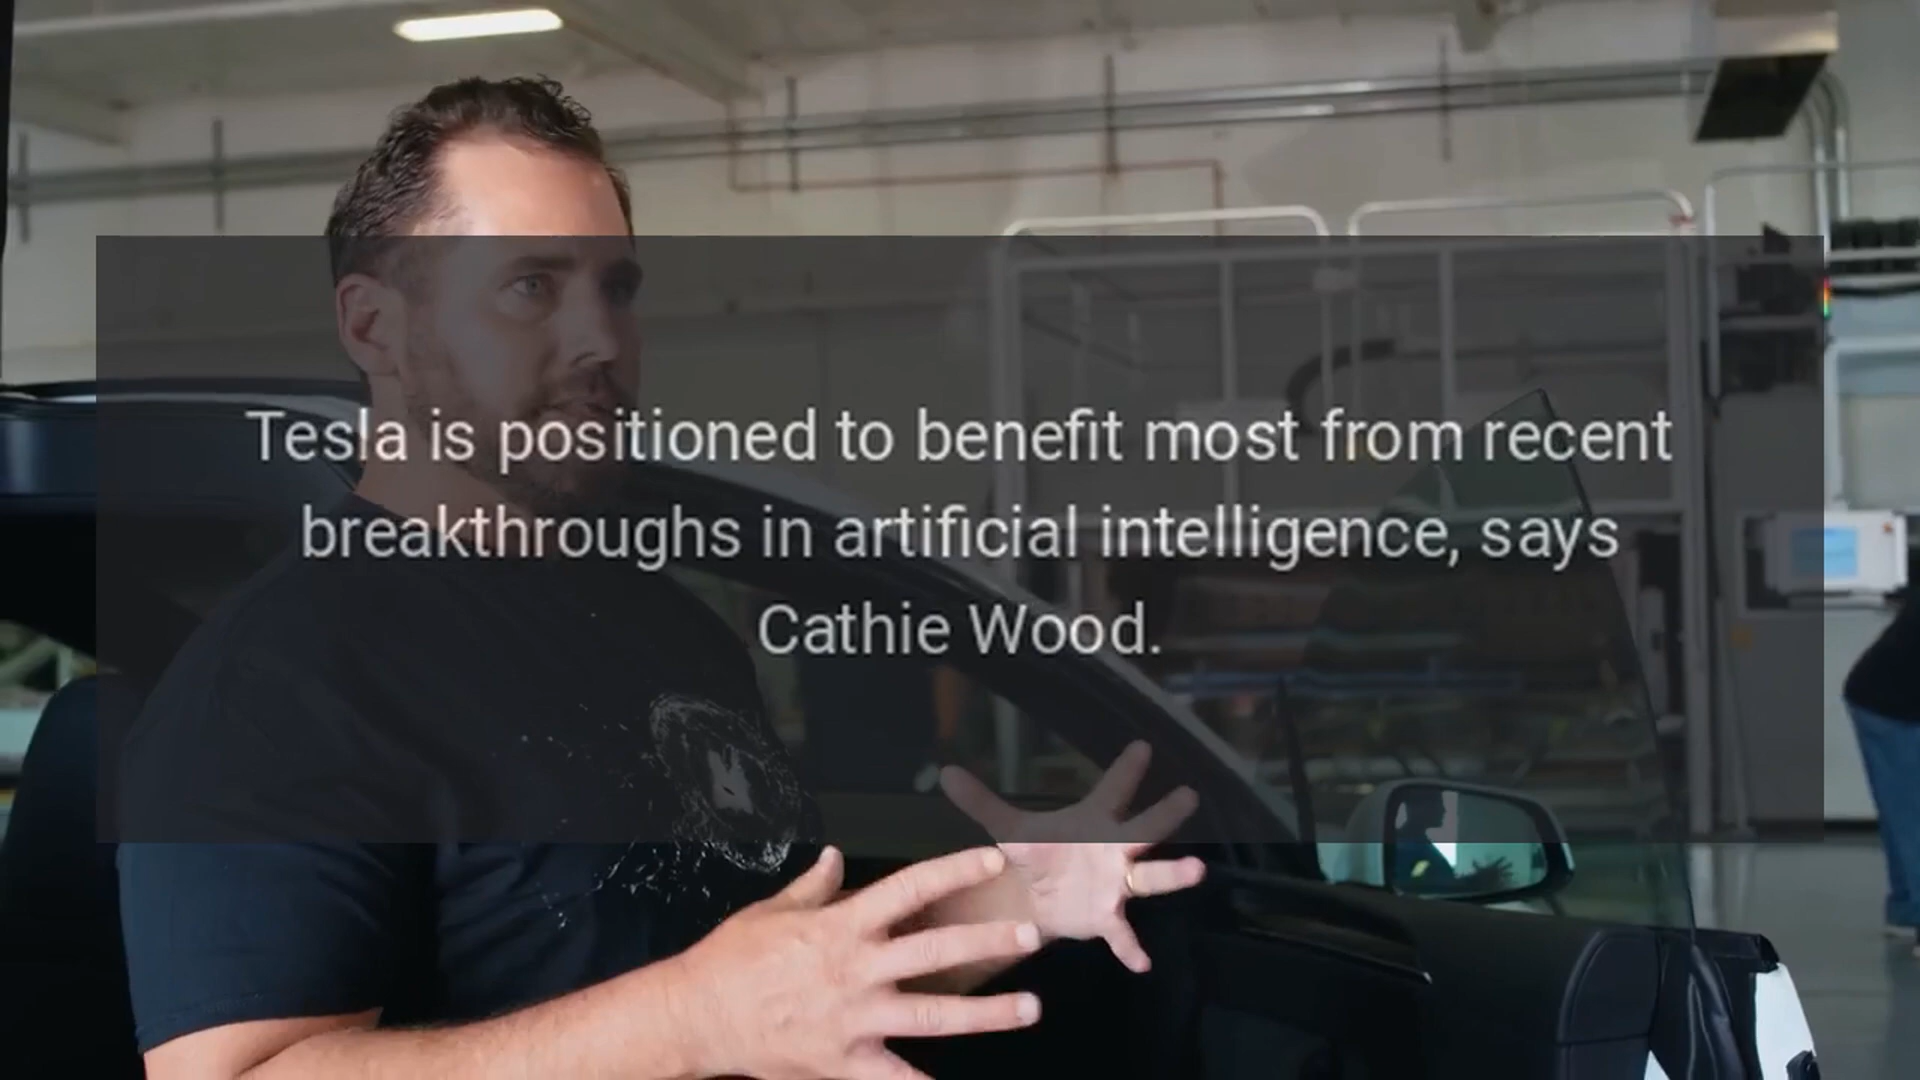 Tesla is positioned to benefit most from recent
breakthroughs in artificial intelligence, says
Cathie Wood.